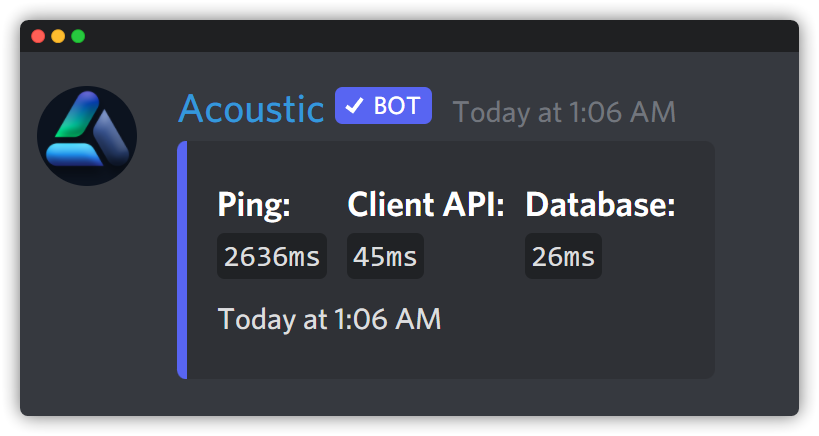 Acoustic BOT Today at 1:06 AM
Ping: Client API: Database:
2636ms 45ms 26ms
Today at 1:06 AM